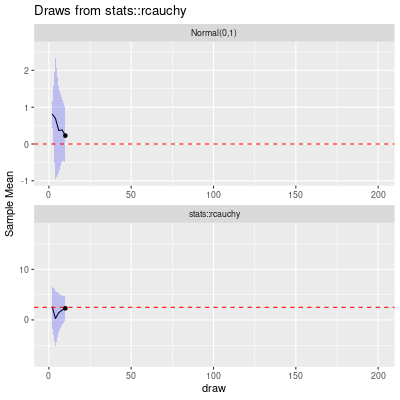 Draws from stats::rcauchy
Normal(0,1)
2
1
0
-1
0 50 100 150 200
stats::rcauchy
10
0
0 50 100 150 200
draw
Sample Mean